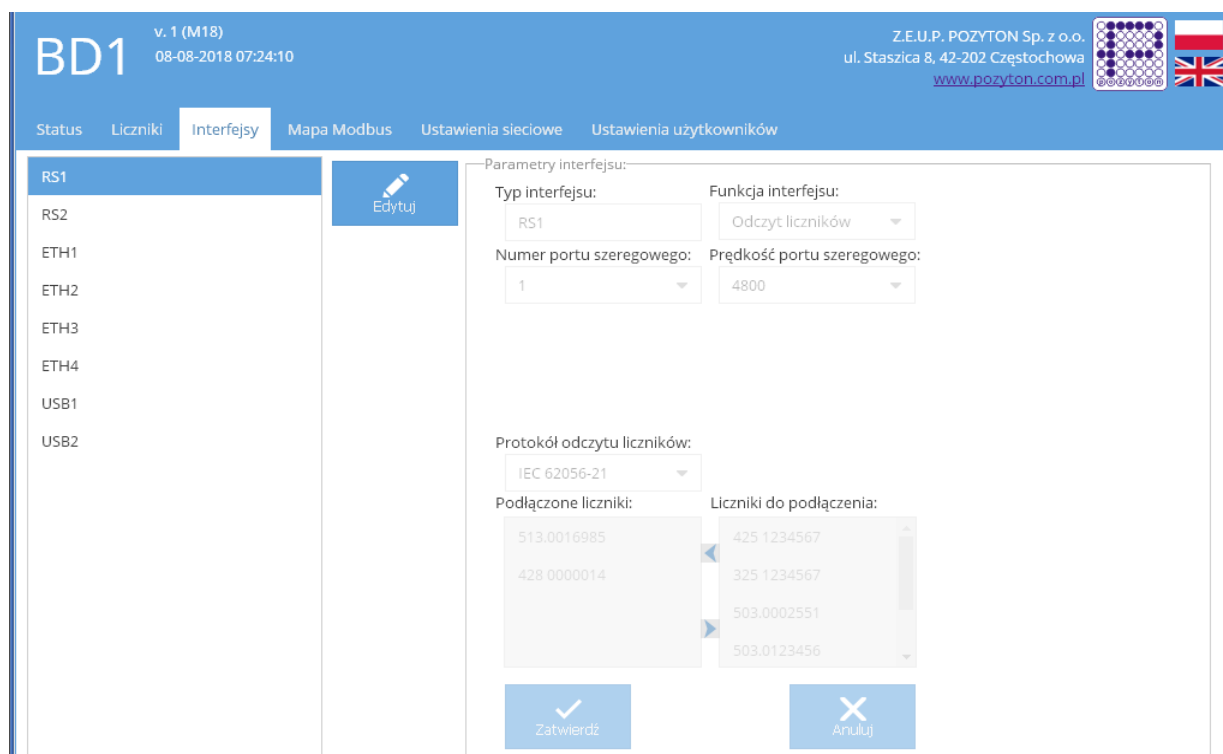 BD1
v. 1 (M18)
08-08-2018 07:24:10
Z.E.U.P. POZYTON Sp. z o.o.
ul. Staszica 8, 42-202 Częstochowa
www.pozyton.com.pl
pozyton
Status Liczniki Interfejsy Mapa Modbus Ustawienia sieciowe Ustawienia użytkowników
RS1
RS2
ETH1
ETH2
ETH3
ETH4
USB1
USB2
Edytuj
Parametry interfejsu:
Typ interfejsu: Funkcja interfejsu:
RS1 Odczyt liczników
Numer portu szeregowego: Prędkość portu szeregowego:
1 4800
Protokół odczytu liczników:
IEC 62056-21
Podłączone liczniki: Liczniki do podłączenia:
513.0016985 425 1234567
428 0000014 325 1234567
503.0002551
503.0123456
Zatwierdź Anuluj